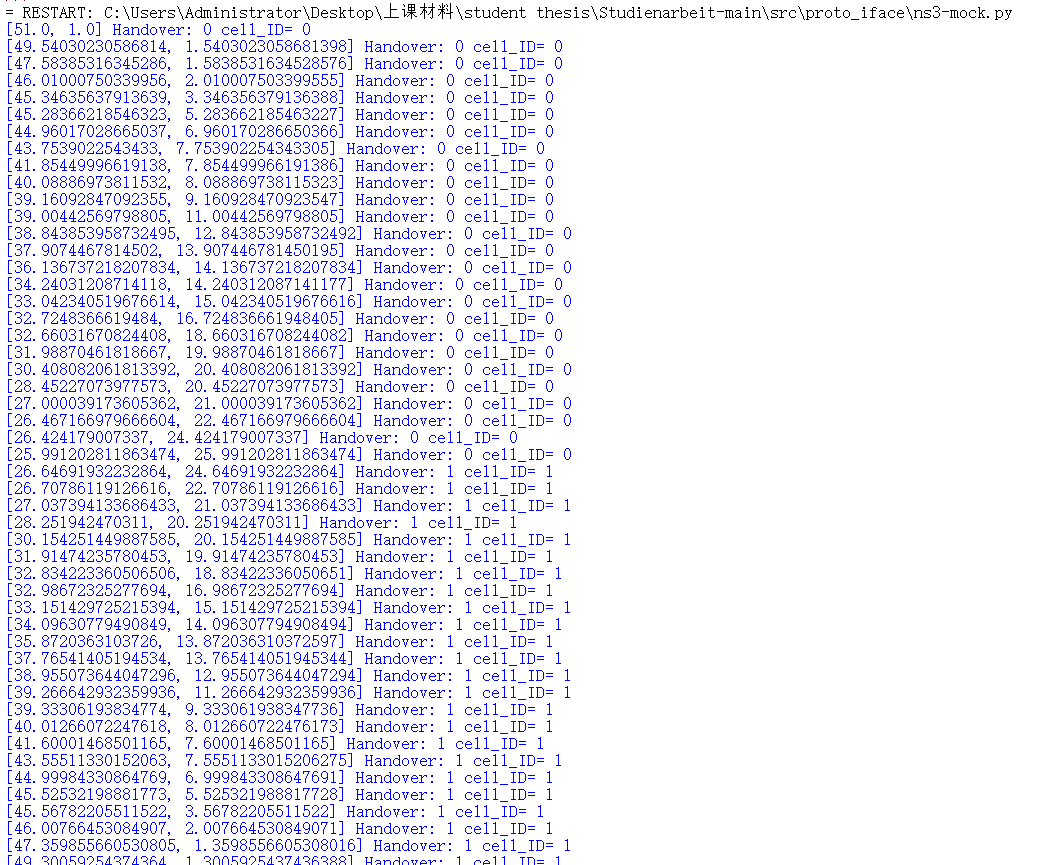 = RESTART: C:\Users\Administrator\Desktop\上课材料\student thesis\Studienarbeit-main\src\proto_iface\ns3-mock.py
[51.0, 1.0] Handover: 0 cell_ID= 0
[49.54030230586814, 1.5403023058681398] Handover: 0 cell_ID= 0
[47.58385316345286, 1.5838531634528576] Handover: 0 cell_ID= 0
[46.01000750339956, 2.010007503399555] Handover: 0 cell_ID= 0
[45.34635637913639, 3.346356379136388] Handover: 0 cell_ID= 0
[45.28366218546323, 5.283662185463227] Handover: 0 cell_ID= 0
[44.96017028665037, 6.960170286650366] Handover: 0 cell_ID= 0
[43.7539022543433, 7.753902254343305] Handover: 0 cell_ID= 0
[41.85449996619138, 7.854499966191386] Handover: 0 cell_ID= 0
[40.08886973811532, 8.088869738115323] Handover: 0 cell_ID= 0
[39.16092847092355, 9.160928470923547] Handover: 0 cell_ID= 0
[39.00442569798805, 11.00442569798805] Handover: 0 cell_ID= 0
[38.843853958732495, 12.843853958732492] Handover: 0 cell_ID= 0
[37.9074467814502, 13.907446781450195] Handover: 0 cell_ID= 0
[36.136737218207834, 14.136737218207834] Handover: 0 cell_ID= 0
[34.24031208714118, 14.240312087141177] Handover: 0 cell_ID= 0
[33.042340519676614, 15.042340519676616] Handover: 0 cell_ID= 0
[32.7248366619484, 16.724836661948405] Handover: 0 cell_ID= 0
[32.66031670824408, 18.660316708244082] Handover: 0 cell_ID= 0
[31.98870461818667, 19.98870461818667] Handover: 0 cell_ID= 0
[30.408082061813392, 20.408082061813392] Handover: 0 cell_ID= 0
[28.45227073977573, 20.45227073977573] Handover: 0 cell_ID= 0
[27.000039173605362, 21.000039173605362] Handover: 0 cell_ID= 0
[26.467166979666604, 22.467166979666604] Handover: 0 cell_ID= 0
[26.424179007337, 24.424179007337] Handover: 0 cell_ID= 0
[25.991202811863474, 25.991202811863474] Handover: 0 cell_ID= 0
[26.64691932232864, 24.64691932232864] Handover: 1 cell_ID= 1
[26.70786119126616, 22.70786119126616] Handover: 1 cell_ID= 1
[27.037394133686433, 21.037394133686433] Handover: 1 cell_ID= 1
[28.251942470311, 20.251942470311] Handover: 1 cell_ID= 1
[30.154251449887585, 20.154251449887585] Handover: 1 cell_ID= 1
[31.91474235780453, 19.91474235780453] Handover: 1 cell_ID= 1
[32.834223360506506, 18.83422336050651] Handover: 1 cell_ID= 1
[32.98672325277694, 16.98672325277694] Handover: 1 cell_ID= 1
[33.151429725215394, 15.151429725215394] Handover: 1 cell_ID= 1
[34.09630779490849, 14.096307794908494] Handover: 1 cell_ID= 1
[35.8720363103726, 13.872036310372597] Handover: 1 cell_ID= 1
[37.76541405194534, 13.765414051945344] Handover: 1 cell_ID= 1
[38.955073644047296, 12.955073644047294] Handover: 1 cell_ID= 1
[39.266642932359936, 11.266642932359936] Handover: 1 cell_ID= 1
[39.33306193834774, 9.333061938347736] Handover: 1 cell_ID= 1
[40.01266072247618, 8.012660722476173] Handover: 1 cell_ID= 1
[41.60001468501165, 7.60001468501165] Handover: 1 cell_ID= 1
[43.55511330152063, 7.5551133015206275] Handover: 1 cell_ID= 1
[44.99984330864769, 6.999843308647691] Handover: 1 cell_ID= 1
[45.52532198881773, 5.525321988817728] Handover: 1 cell_ID= 1
[45.56782205511522, 3.56782205511522] Handover: 1 cell_ID= 1
[46.00766453084907, 2.007664530849071] Handover: 1 cell_ID= 1
[47.359855660530805, 1.3598556605308016] Handover: 1 cell_ID= 1
[49.30059254374364, 1.3005925437436388] Handover: 1 cell_ID= 1